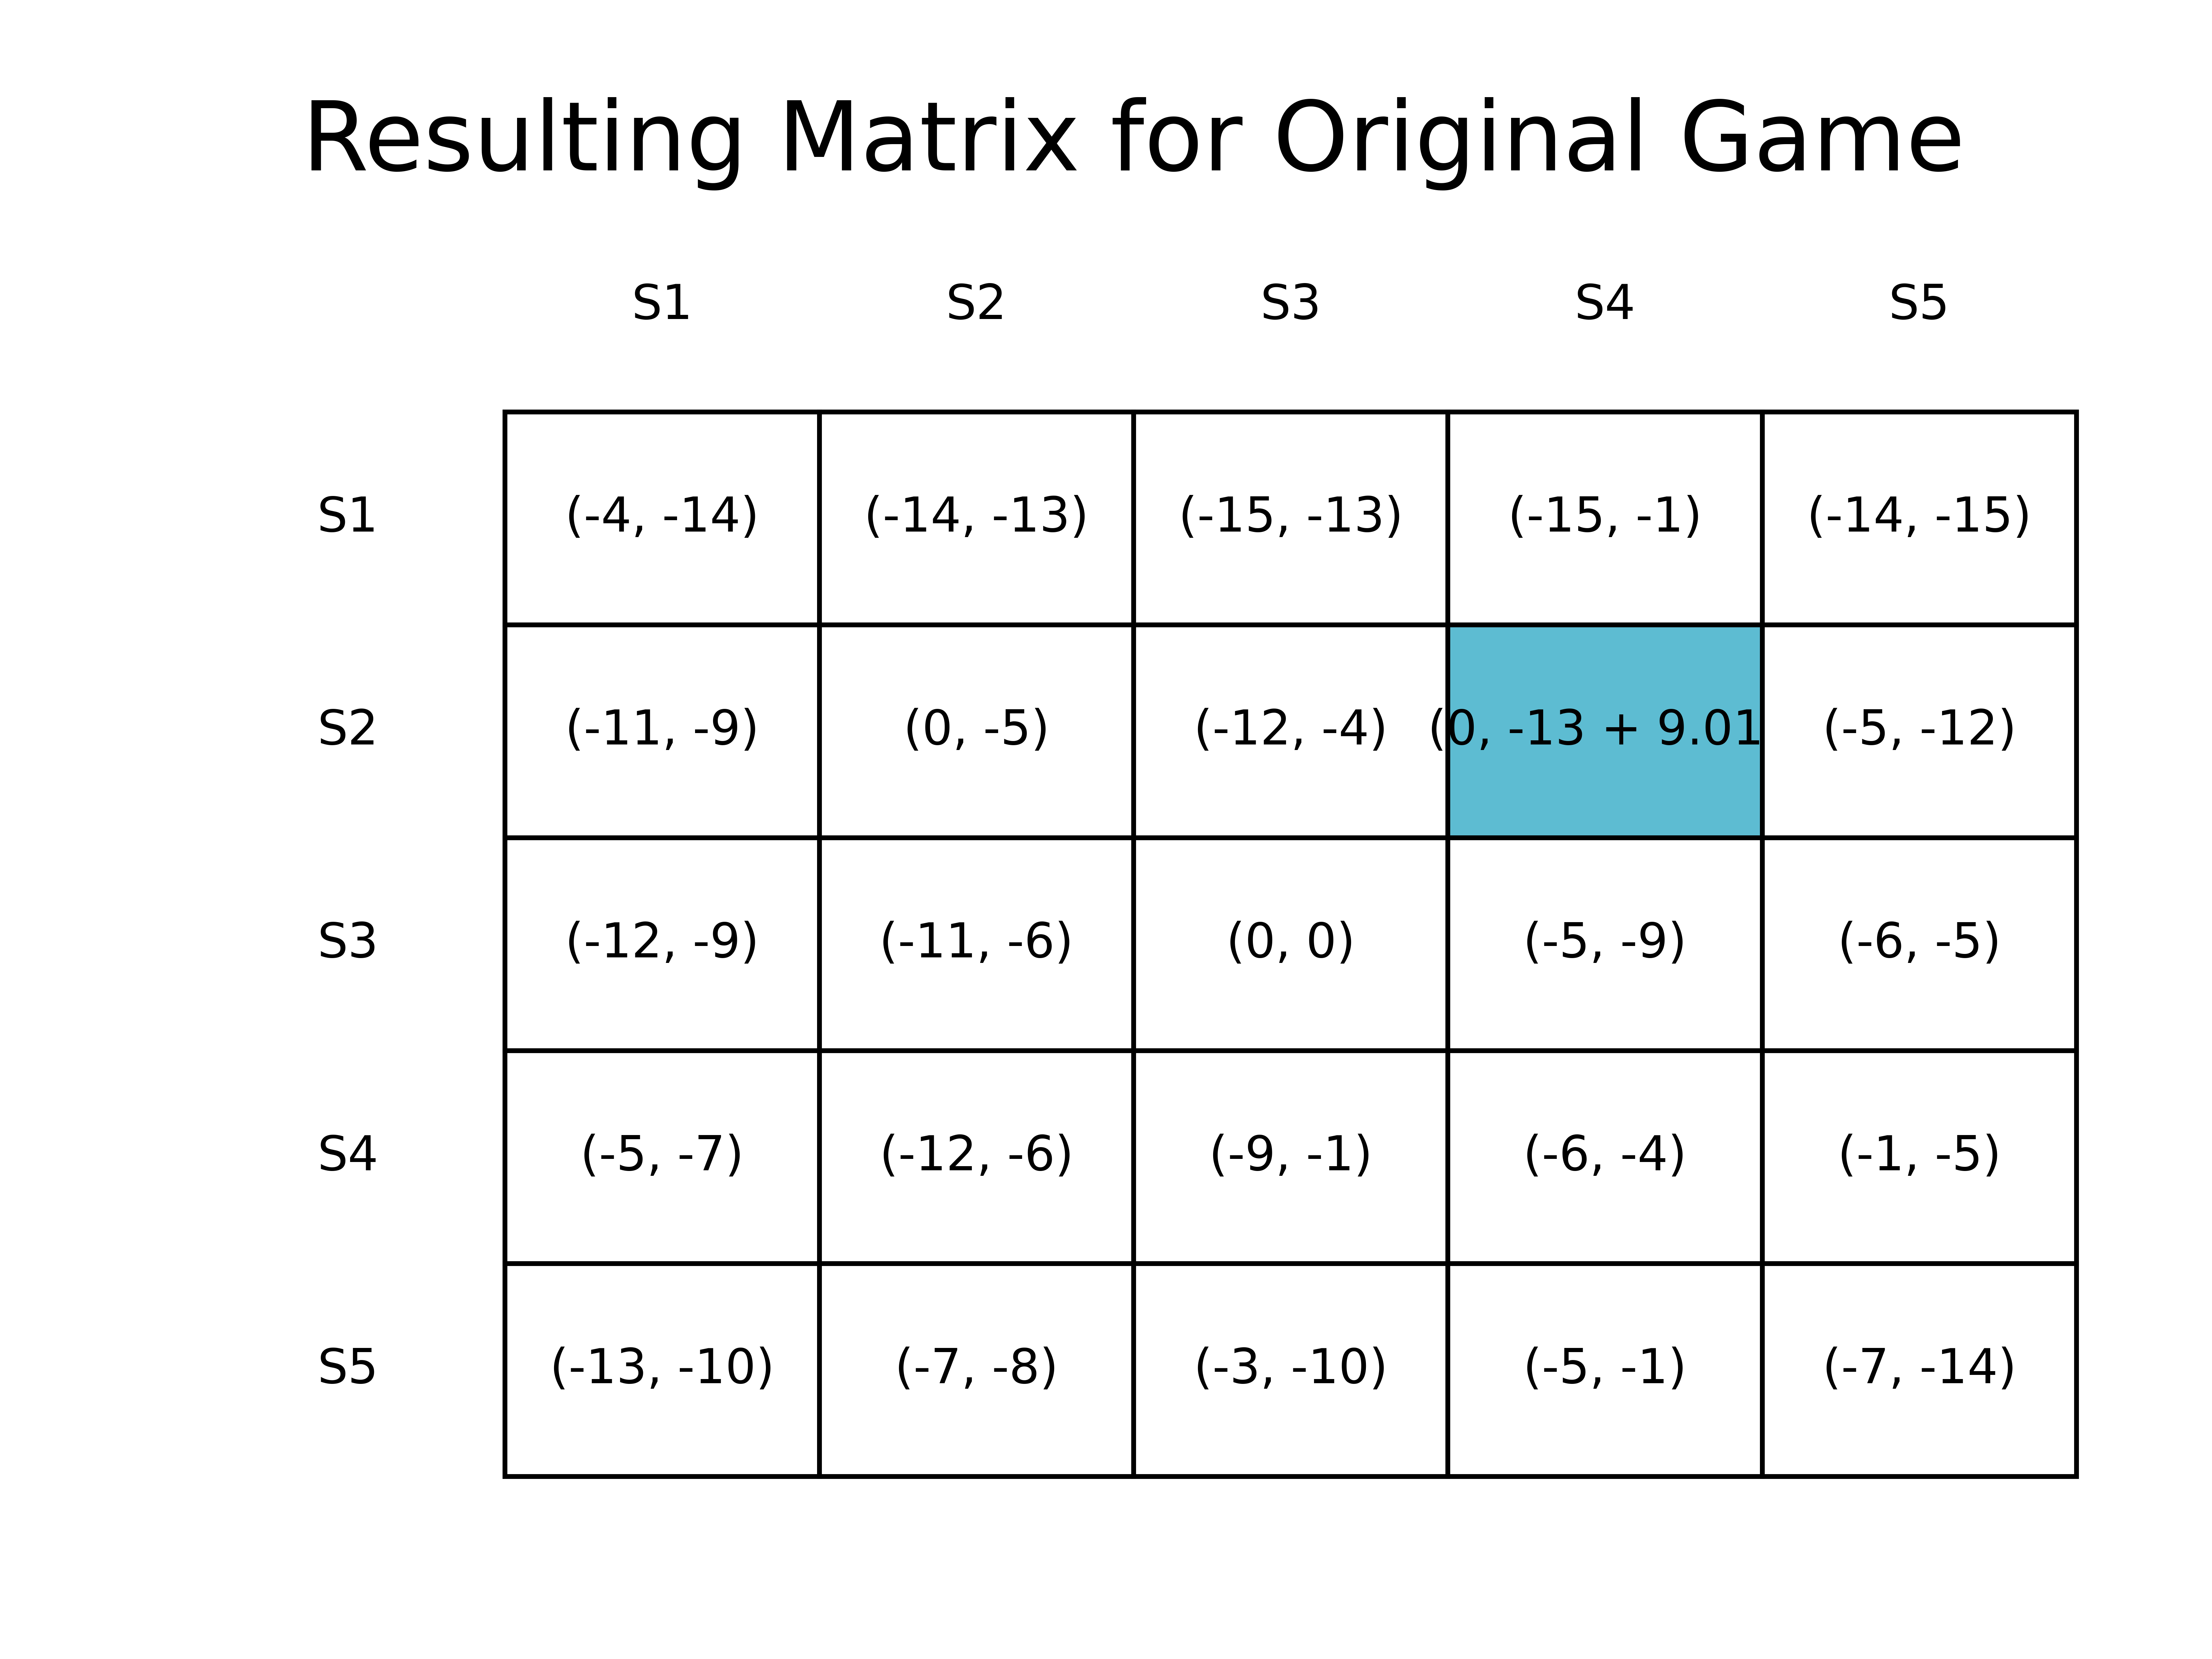 Resulting Matrix for Original Game
S1 S2 S3 S4 S5
S1 (-4, -14) (-14, -13) (-15, -13) (-15, -1) (-14, -15)
S2 (-11, -9) (0, -5) (-12, -4) (0, -13 + 9.01 (-5, -12)
S3 (-12, -9) (-11, -6) (0, 0) (-5, -9) (-6, -5)
S4 (-5, -7) (-12, -6) (-9, -1) (-6, -4) (-1, -5)
S5 (-13, -10) (-7, -8) (-3, -10) (-5, -1) (-7, -14)